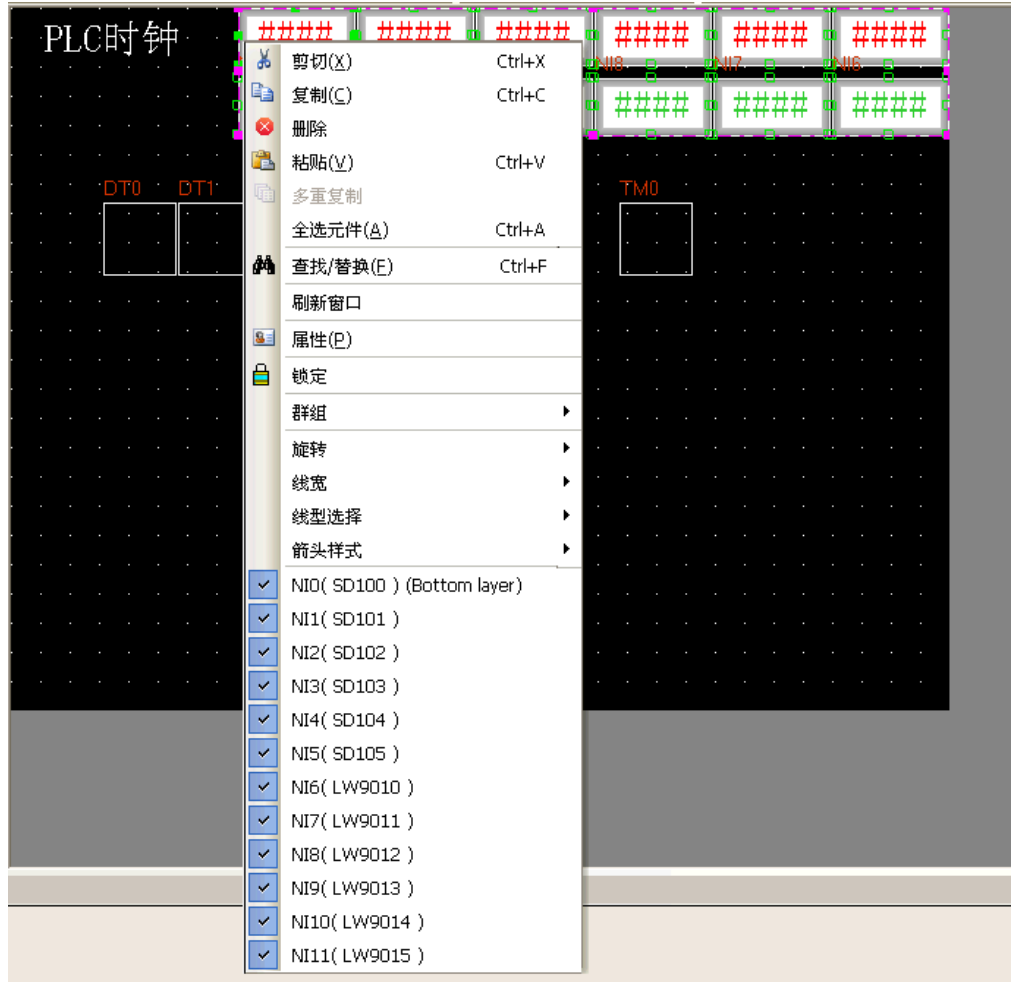 PLC时钟
#### #### #### #### #### ####
NI8 NI7 NI6
#### #### ####
DT0 DT1 TM0
剪切(X) Ctrl+X
复制(C) Ctrl+C
删除
粘贴(V) Ctrl+V
多重复制
全选元件(A) Ctrl+A
查找/替换(F) Ctrl+F
刷新窗口
属性(P)
锁定
群组
旋转
线宽
线型选择
箭头样式
NI0( SD100 ) (Bottom layer)
NI1( SD101 )
NI2( SD102 )
NI3( SD103 )
NI4( SD104 )
NI5( SD105 )
NI6( LW9010 )
NI7( LW9011 )
NI8( LW9012 )
NI9( LW9013 )
NI10( LW9014 )
NI11( LW9015 )